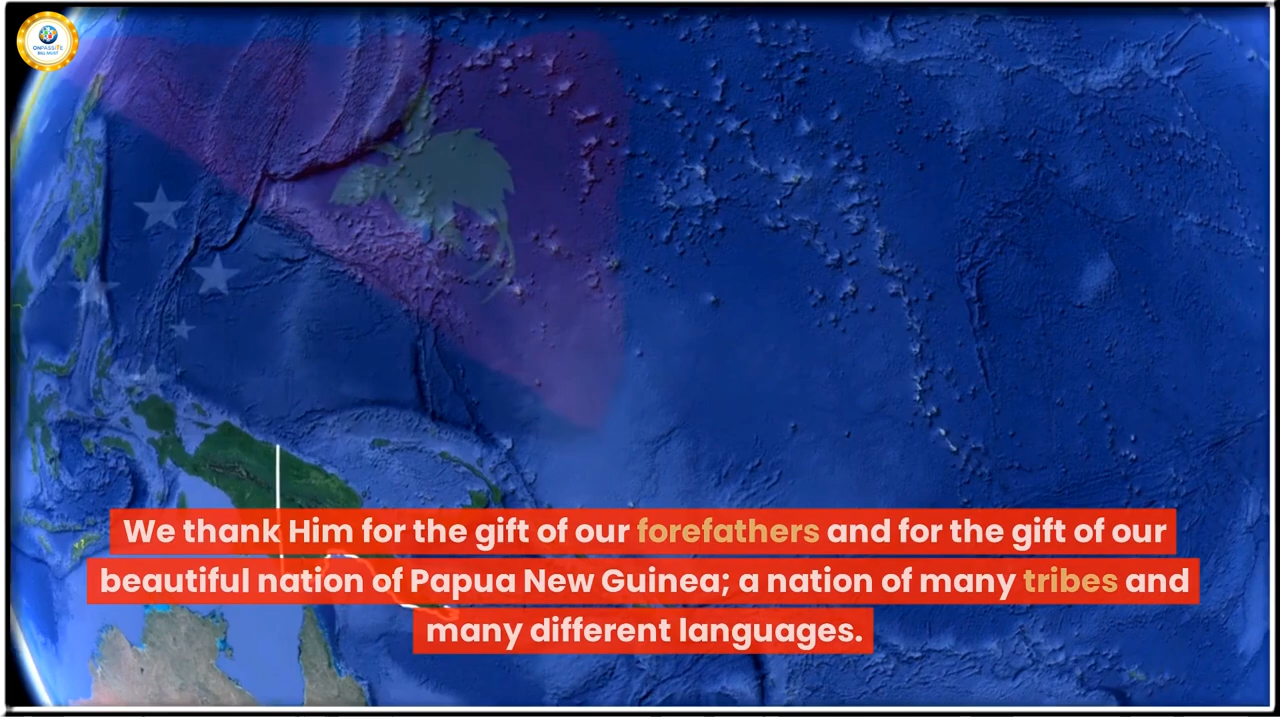 ONPASSITE
We thank Him for the gift of our forefathers and for the gift of our
beautiful nation of Papua New Guinea; a nation of many tribes and
many different languages.